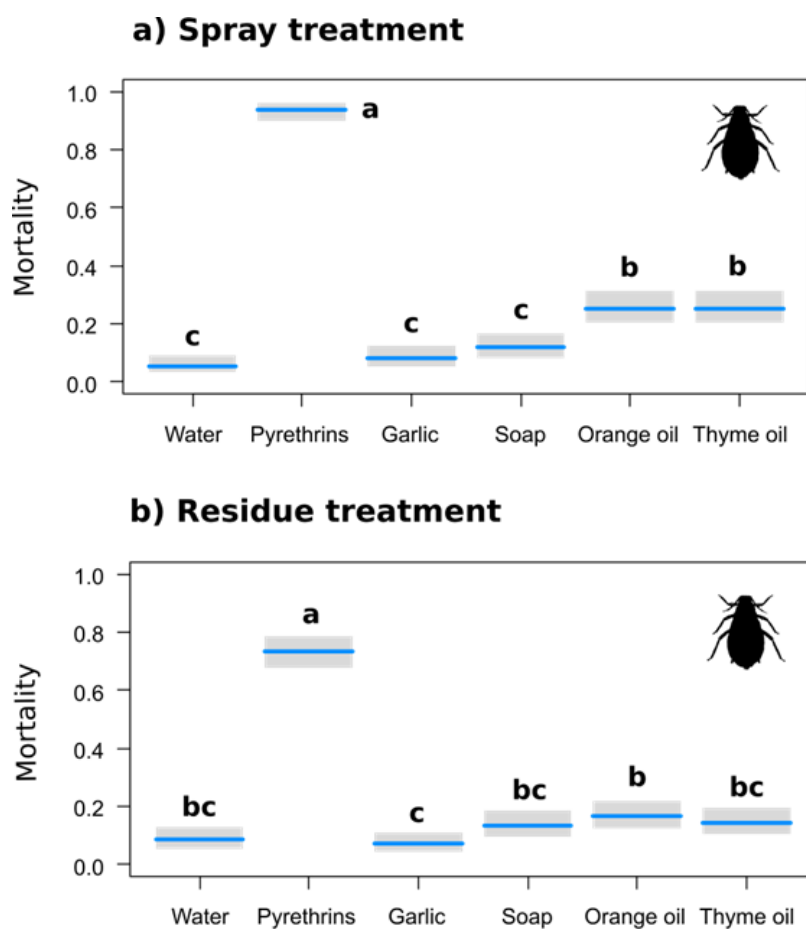 a) Spray treatment
1.0
a
0.8
0.6
Mortality
0.4
b
b
c
c
c
0.2
0.0
Water Pyrethrins Garlic Soap Orange oil Thyme oil
b) Residue treatment
1.0
a
0.8
0.6
Mortality
0.4
bc
c
bc
b
bc
0.2
0.0
Water Pyrethrins Garlic Soap Orange oil Thyme oil